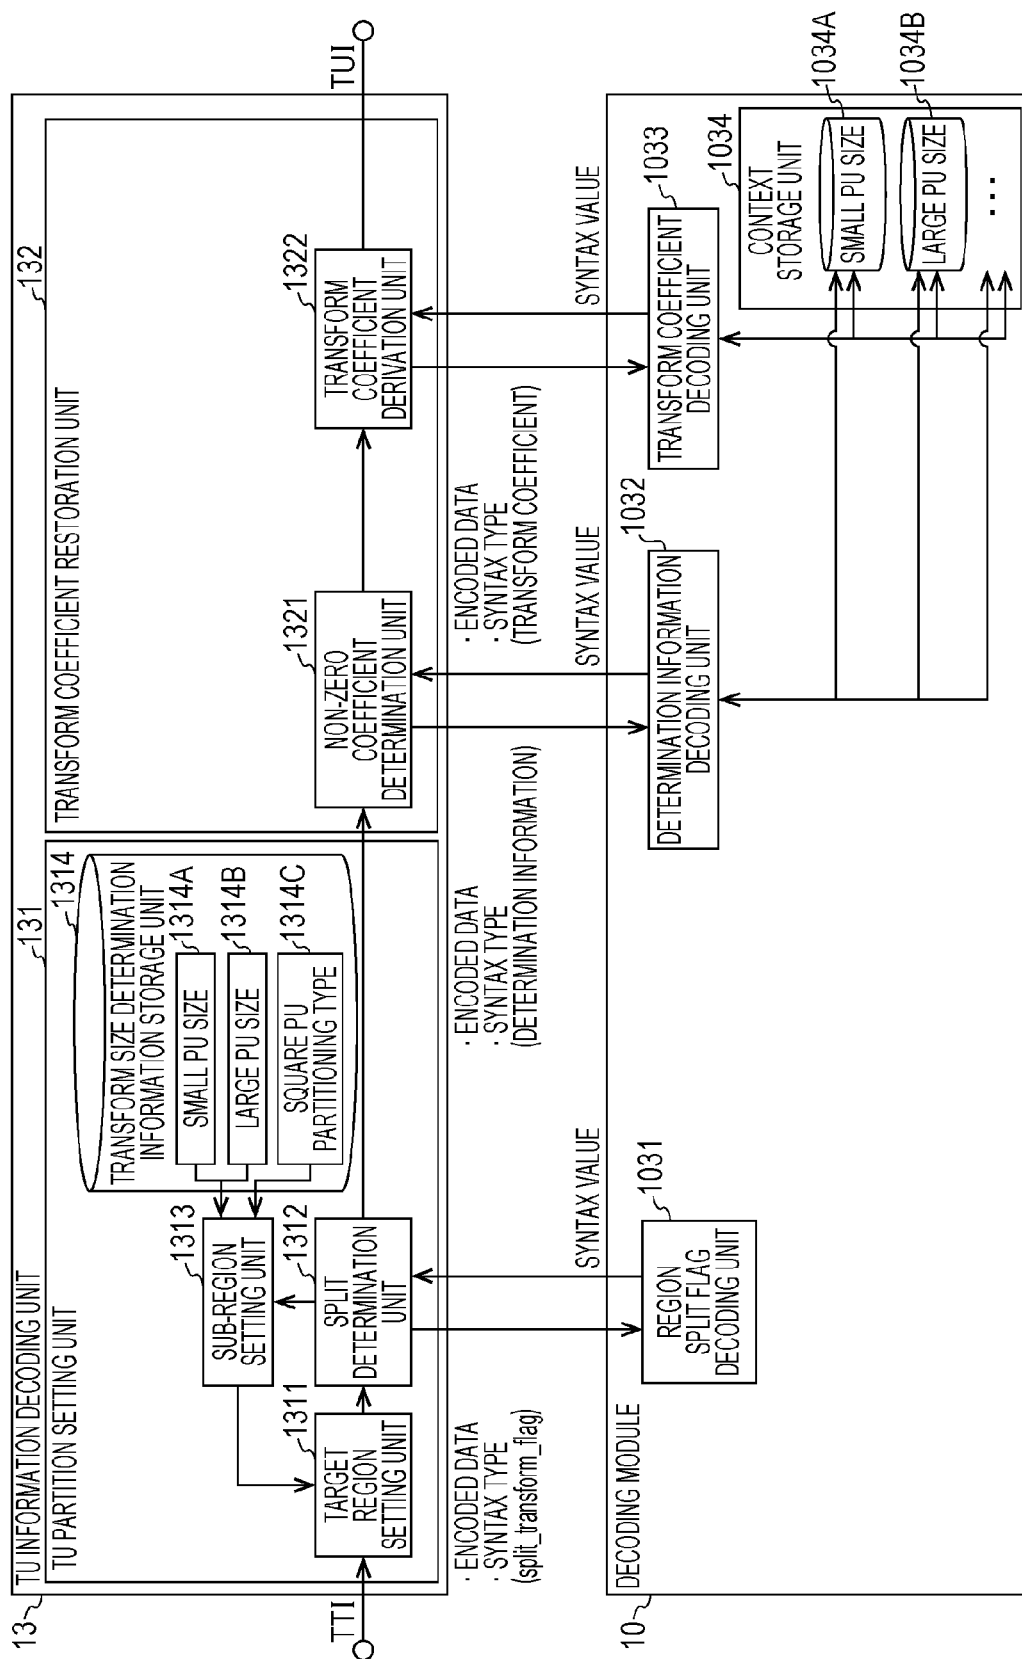 13
TU INFORMATION DECODING UNIT
131
TU PARTITION SETTING UNIT
1314
TRANSFORM SIZE DETERMINATION
INFORMATION STORAGE UNIT
1314A
SMALL PU SIZE
1314B
LARGE PU SIZE
1314C
SQUARE PU
PARTITIONING TYPE
1313
SUB-REGION
SETTING UNIT
1312
SPLIT
DETERMINATION
UNIT
1311
TARGET
REGION
SETTING UNIT
TTI
132
TRANSFORM COEFFICIENT RESTORATION UNIT
1321
NON-ZERO
COEFFICIENT
DETERMINATION UNIT
1322
TRANSFORM
COEFFICIENT
DERIVATION UNIT
TUI
· ENCODED DATA
· SYNTAX TYPE
(split_transform_flag)
SYNTAX VALUE
· ENCODED DATA
· SYNTAX TYPE
(DETERMINATION INFORMATION)
SYNTAX VALUE
· ENCODED DATA
· SYNTAX TYPE
(TRANSFORM COEFFICIENT)
SYNTAX VALUE
10
DECODING MODULE
1031
REGION
SPLIT FLAG
DECODING UNIT
1032
DETERMINATION INFORMATION
DECODING UNIT
1033
TRANSFORM COEFFICIENT
DECODING UNIT
1034
CONTEXT
STORAGE UNIT
1034A
SMALL PU SIZE
1034B
LARGE PU SIZE
...